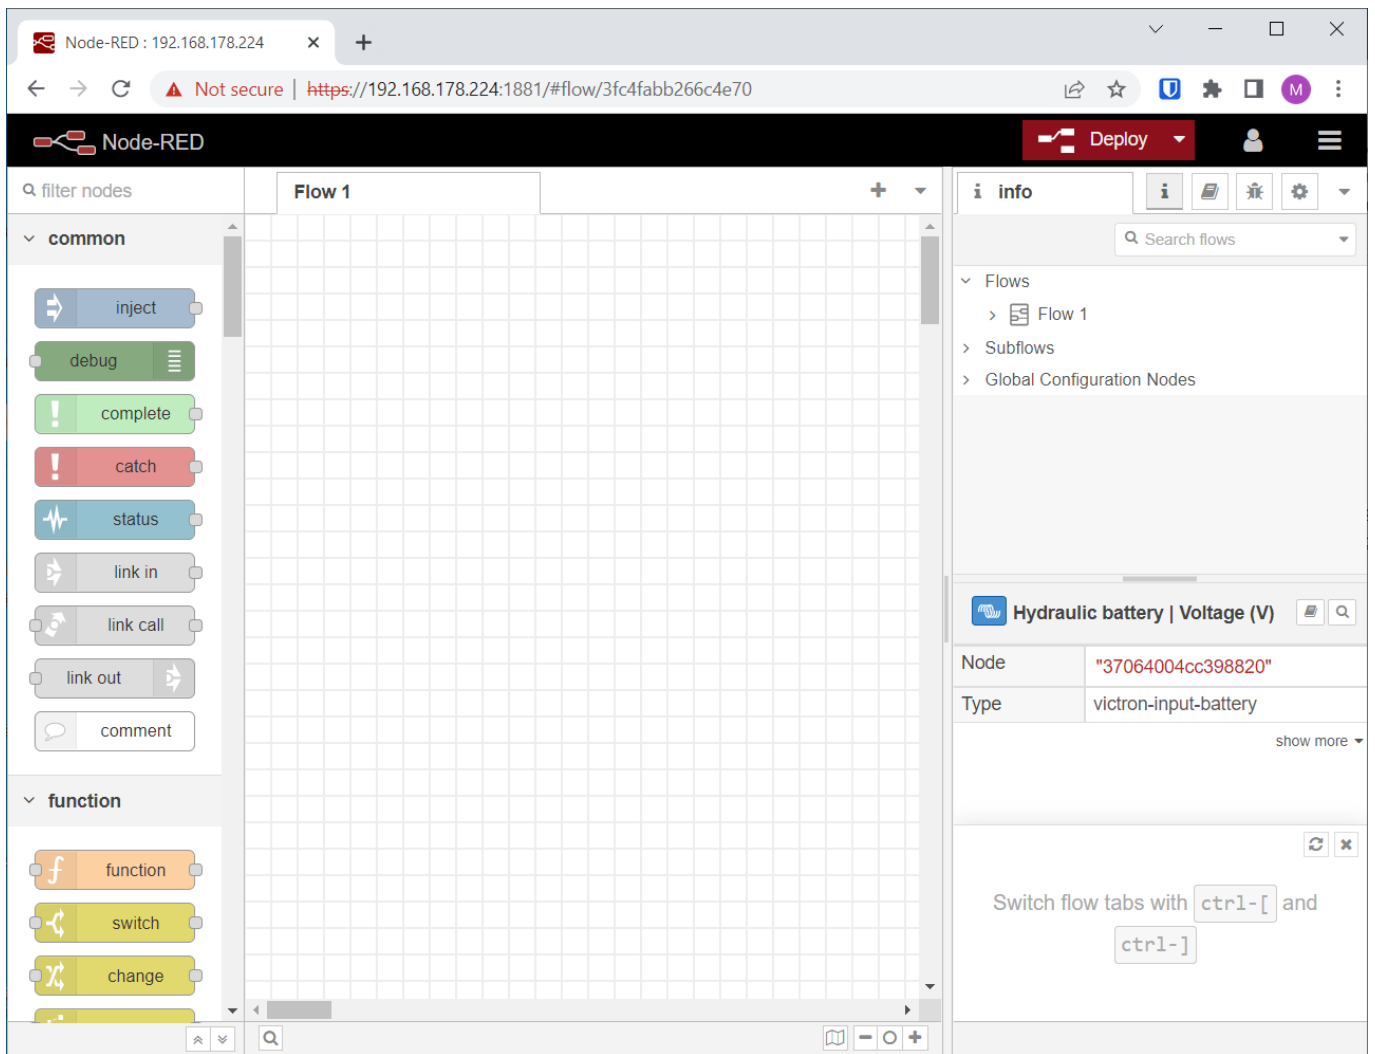 Node-RED : 192.168.178.224
Not secure | https://192.168.178.224:1881/#flow/3fc4fabb266c4e70
M
Node-RED
Deploy
filter nodes
Flow 1
i info
i
Search flows
common
inject
debug
complete
catch
status
link in
link call
link out
comment
function
function
switch
change
Flows
Flow 1
Subflows
Global Configuration Nodes
Hydraulic battery | Voltage (V)
Node "37064004cc398820"
Type victron-input-battery
show more
Switch flow tabs with ctrl-[ and
ctrl-]